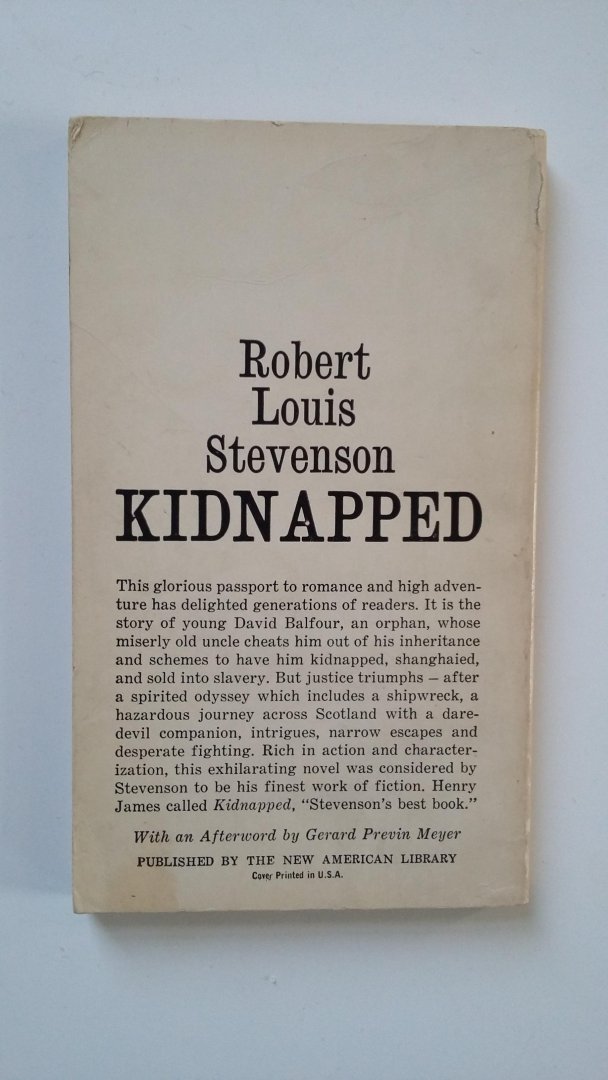 Robert
Louis
Stevenson
KIDNAPPED
This glorious passport to romance and high adven-
ture has delighted generations of readers. It is the
story of young David Balfour, an orphan, whose
miserly old uncle cheats him out of his inheritance
and schemes to have him kidnapped, shanghaied,
and sold into slavery. But justice triumphs – after
a spirited odyssey which includes a shipwreck, a
hazardous journey across Scotland with a dare-
devil companion, intrigues, narrow escapes and
desperate fighting. Rich in action and character-
ization, this exhilarating novel was considered by
Stevenson to be his finest work of fiction. Henry
James called Kidnapped, “Stevenson’s best book.”
With an Afterword by Gerard Previn Meyer
PUBLISHED BY THE NEW AMERICAN LIBRARY
Cover Printed in U.S.A.